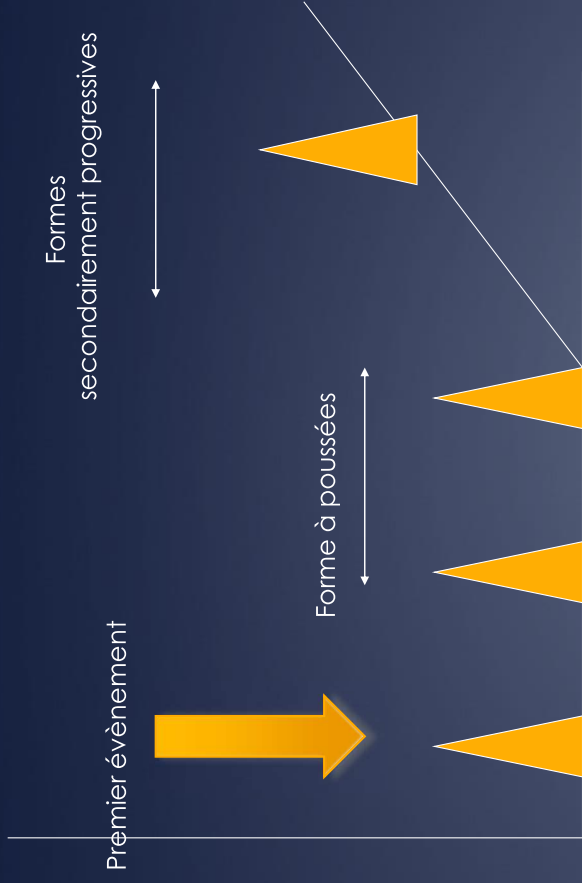 Premier évènement
Forme à poussées
Formes
secondairement progressives